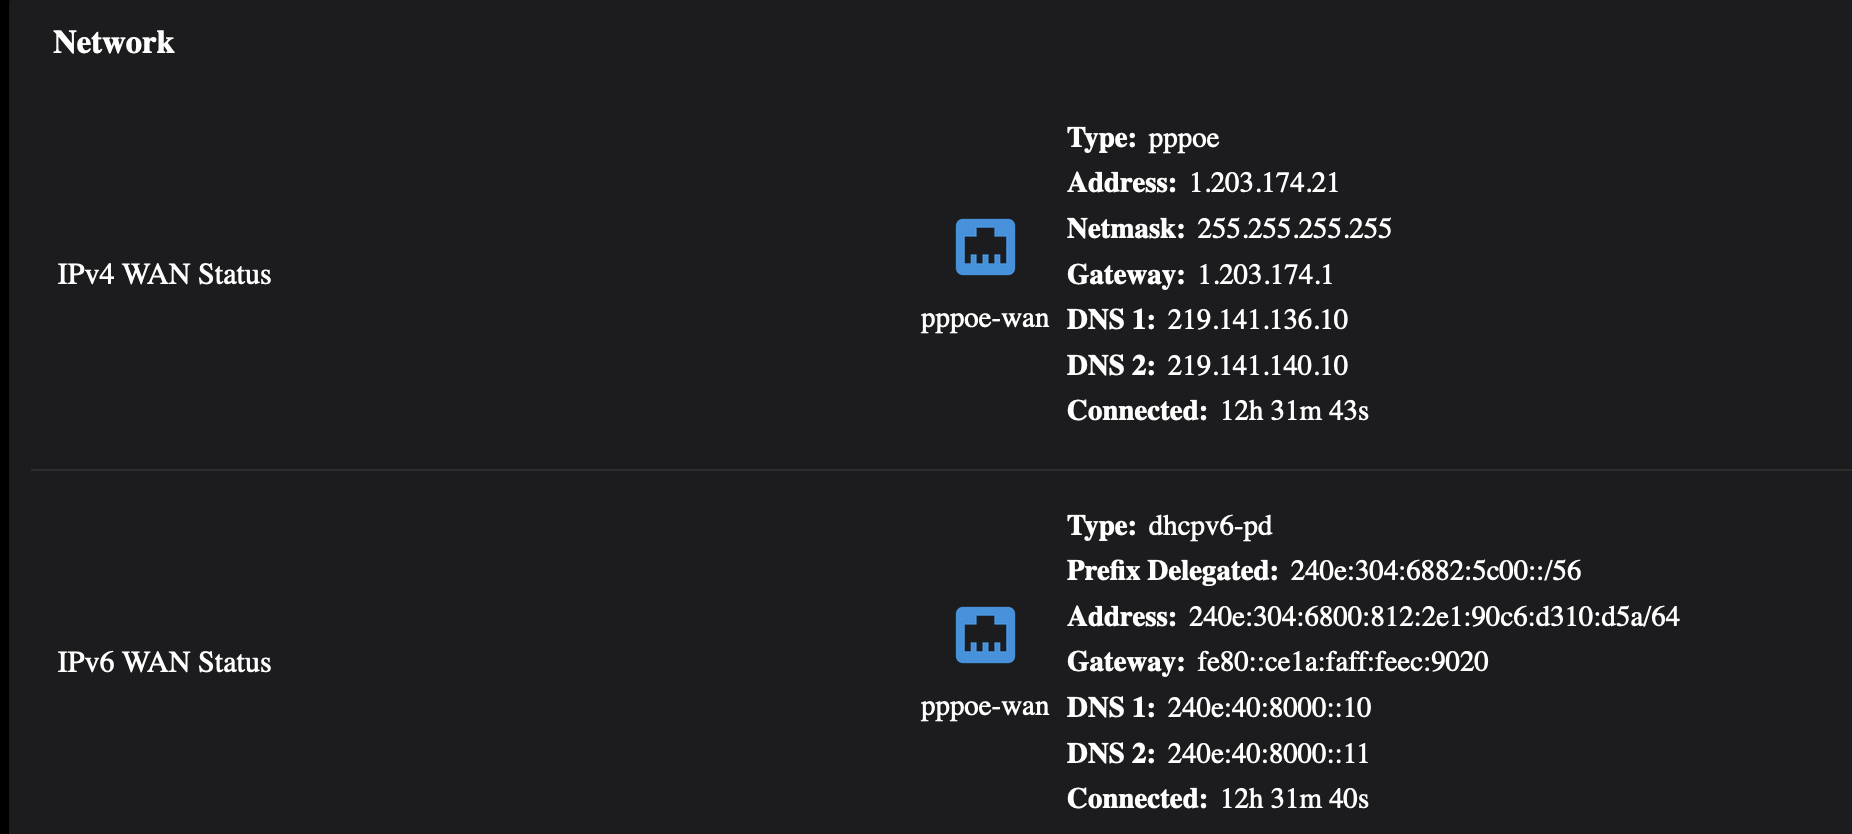 Network
IPv4 WAN Status
pppoe-wan
Type: pppoe
Address: 1.203.174.21
Netmask: 255.255.255.255
Gateway: 1.203.174.1
DNS 1: 219.141.136.10
DNS 2: 219.141.140.10
Connected: 12h 31m 43s
IPv6 WAN Status
pppoe-wan
Type: dhcpv6-pd
Prefix Delegated: 240e:304:6882:5c00::/56
Address: 240e:304:6800:812:2e1:90c6:d310:d5a/64
Gateway: fe80::ce1a:faff:feec:9020
DNS 1: 240e:40:8000::10
DNS 2: 240e:40:8000::11
Connected: 12h 31m 40s